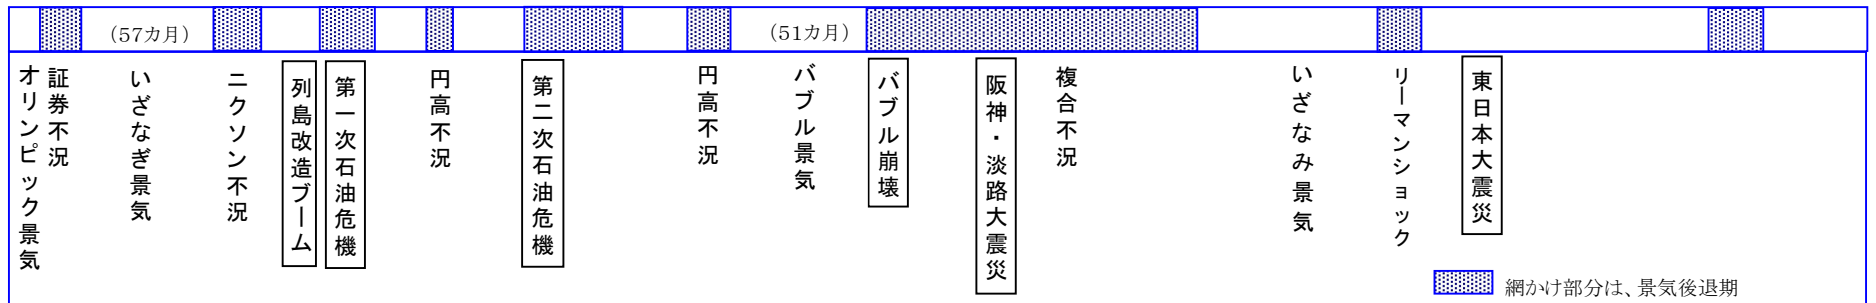 (57カ月)
(51カ月)
オリンピック景気
証券不況
いざなぎ景気
ニクソン不況
列島改造ブーム
第一次石油危機
円高不況
第二次石油危機
円高不況
バブル景気
バブル崩壊
阪神・淡路大震災
複合不況
いざなみ景気
リーマンショック
東日本大震災
網かけ部分は、景気後退期